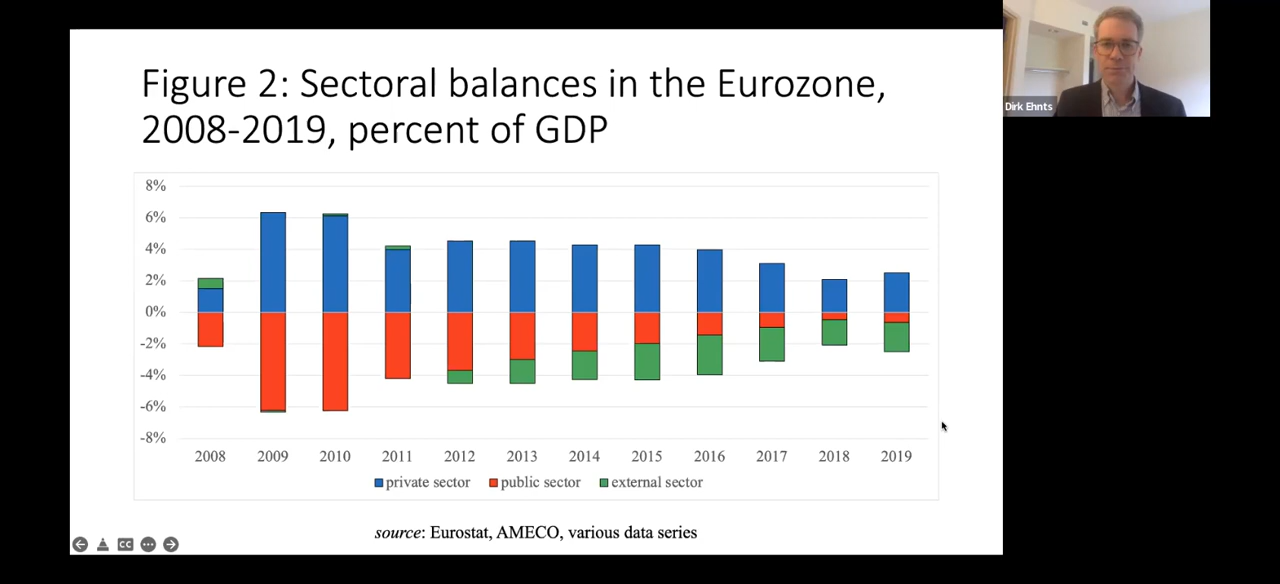 Figure 2: Sectoral balances in the Eurozone,
2008-2019, percent of GDP
Dirk Ehnts
8%
6%
4%
2%
0%
-2%
-4%
-6%
-8%
2008 2009 2010 2011 2012 2013 2014 2015 2016 2017 2018 2019
private sector public sector external sector
source: Eurostat, AMECO, various data series
CC